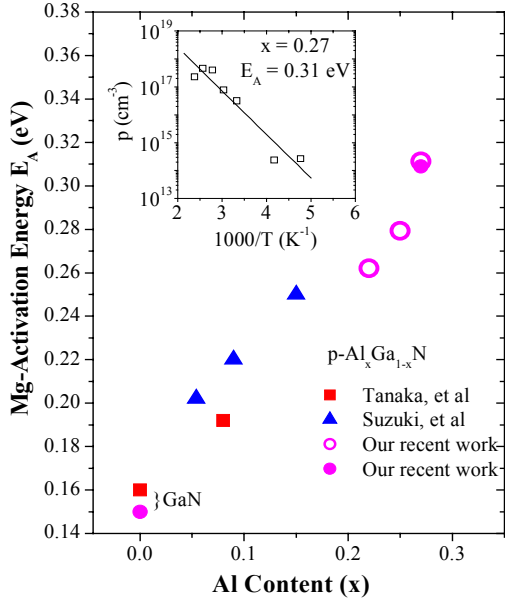 0.38
0.36
0.34
0.32
0.30
0.28
0.26
0.24
0.22
0.20
0.18
0.16
0.14
Mg-Activation Energy E_A (eV)
10^19
10^17
10^15
10^13
p (cm^-3)
x = 0.27
E_A = 0.31 eV
2 3 4 5 6
1000/T (K^-1)
p-Al_xGa_1-xN
Tanaka, et al
Suzuki, et al
Our recent work
Our recent work
}GaN
0.0 0.1 0.2 0.3
Al Content (x)